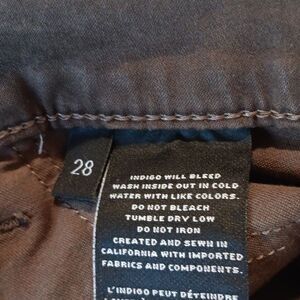 28
INDIGO WILL BLEED
WASH INSIDE OUT IN COLD
WATER WITH LIKE COLORS.
DO NOT BLEACH
TUMBLE DRY LOW
DO NOT IRON
CREATED AND SEWN IN
CALIFORNIA WITH IMPORTED
FABRICS AND COMPONENTS.
L'INDIGO PEUT DÉTEINDRE